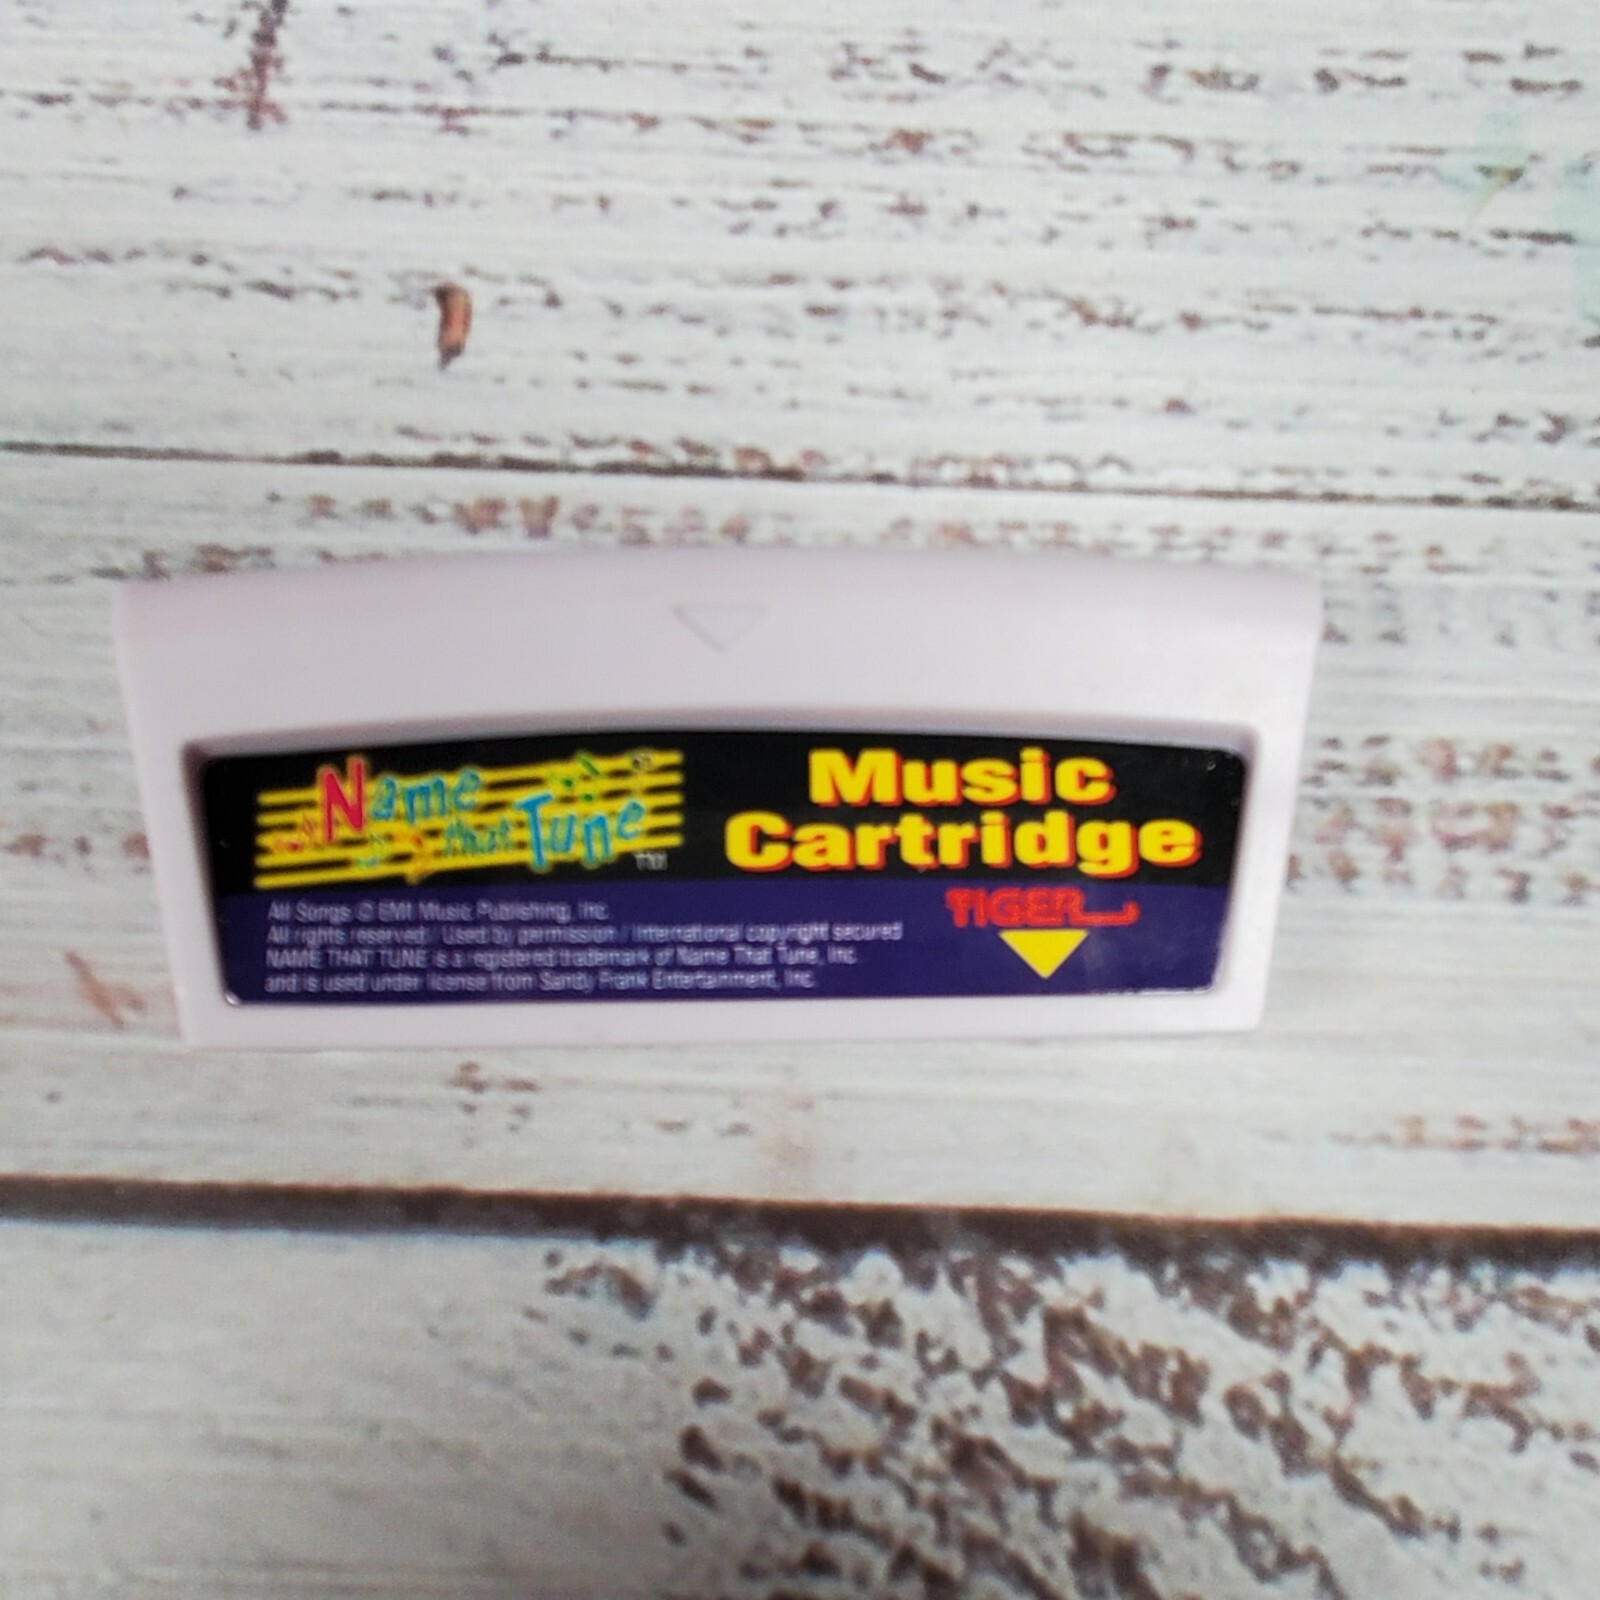 Name that Tune TM
Music
Cartridge
TIGER
All Songs © EMI Music Publishing, Inc.
All rights reserved / Used by permission / International copyright secured
NAME THAT TUNE is a registered trademark of Name That Tune, Inc
and is used under license from Sandy Frank Entertainment, Inc.